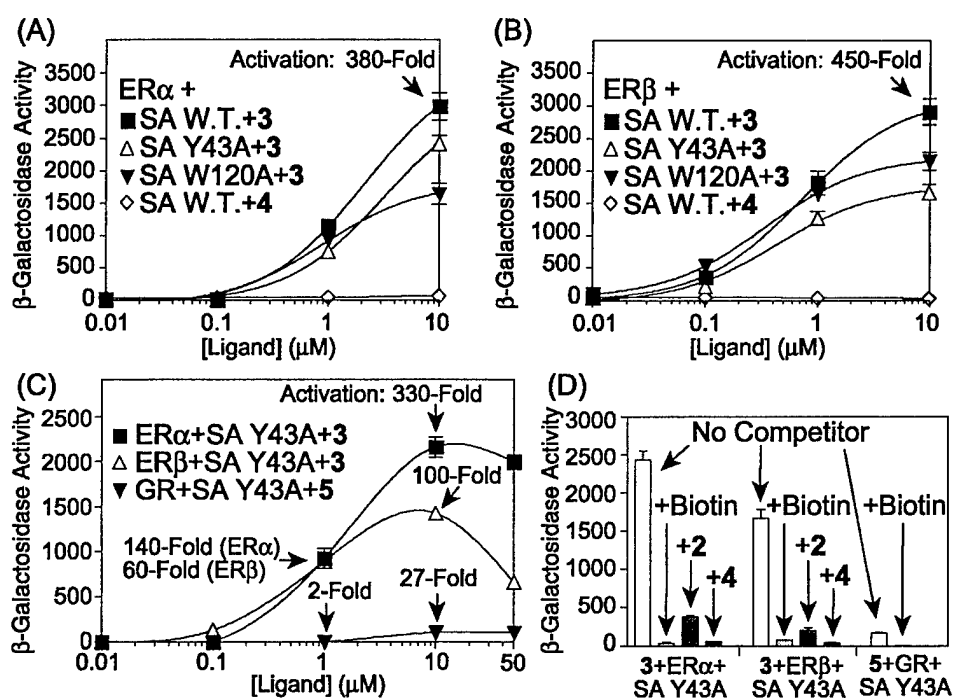 (A)
β-Galactosidase Activity
3500
3000
2500
2000
1500
1000
500
0
Activation: 380-Fold
ERα +
■ SA W.T.+3
△ SA Y43A+3
▼ SA W120A+3
◇ SA W.T.+4
0.01 0.1 1 10
[Ligand] (μM)
(B)
β-Galactosidase Activity
3500
3000
2500
2000
1500
1000
500
0
Activation: 450-Fold
ERβ +
■ SA W.T.+3
△ SA Y43A+3
▼ SA W120A+3
◇ SA W.T.+4
0.01 0.1 1 10
[Ligand] (μM)
(C)
β-Galactosidase Activity
2500
2000
1500
1000
500
0
Activation: 330-Fold
■ ERα+SA Y43A+3
△ ERβ+SA Y43A+3
▼ GR+SA Y43A+5
100-Fold
140-Fold (ERα)
60-Fold (ERβ)
2-Fold
27-Fold
0.01 0.1 1 10 50
[Ligand] (μM)
(D)
β-Galactosidase Activity
3000
2500
2000
1500
1000
500
0
No Competitor
+Biotin +Biotin +Biotin
+2 +2
+4 +4
3+ERα+ 3+ERβ+ 5+GR+
SA Y43A SA Y43A SA Y43A